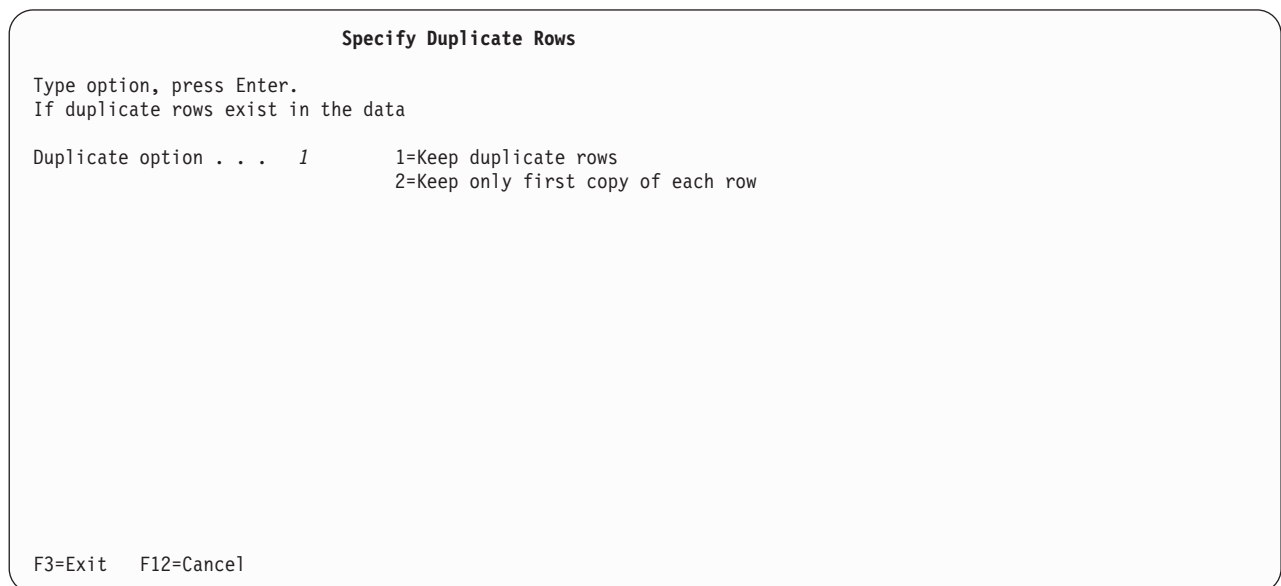 Specify Duplicate Rows
Type option, press Enter.
If duplicate rows exist in the data
Duplicate option . . . 1 1=Keep duplicate rows
2=Keep only first copy of each row
F3=Exit F12=Cancel